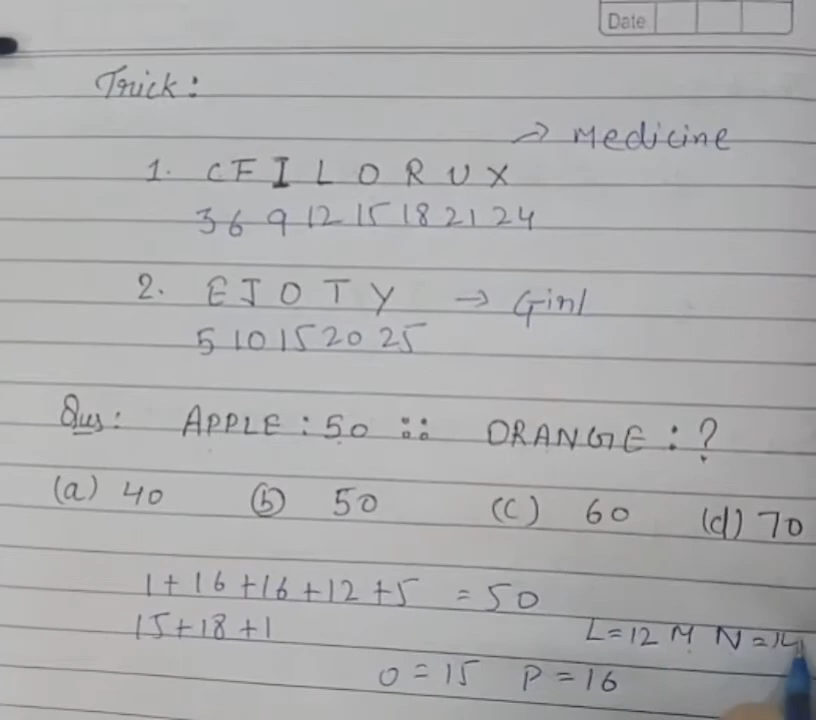 Date
Trick:
→ Medicine
1. C F I L O R U X
3 6 9 12 15 18 21 24
2. E J O T Y → Girl
5 10 15 20 25
Qus: APPLE : 50 :: ORANGE : ?
(a) 40 (b) 50 (c) 60 (d) 70
1+16+16+12+5 = 50
15+18+1 L=12 M N=14
O=15 P=16